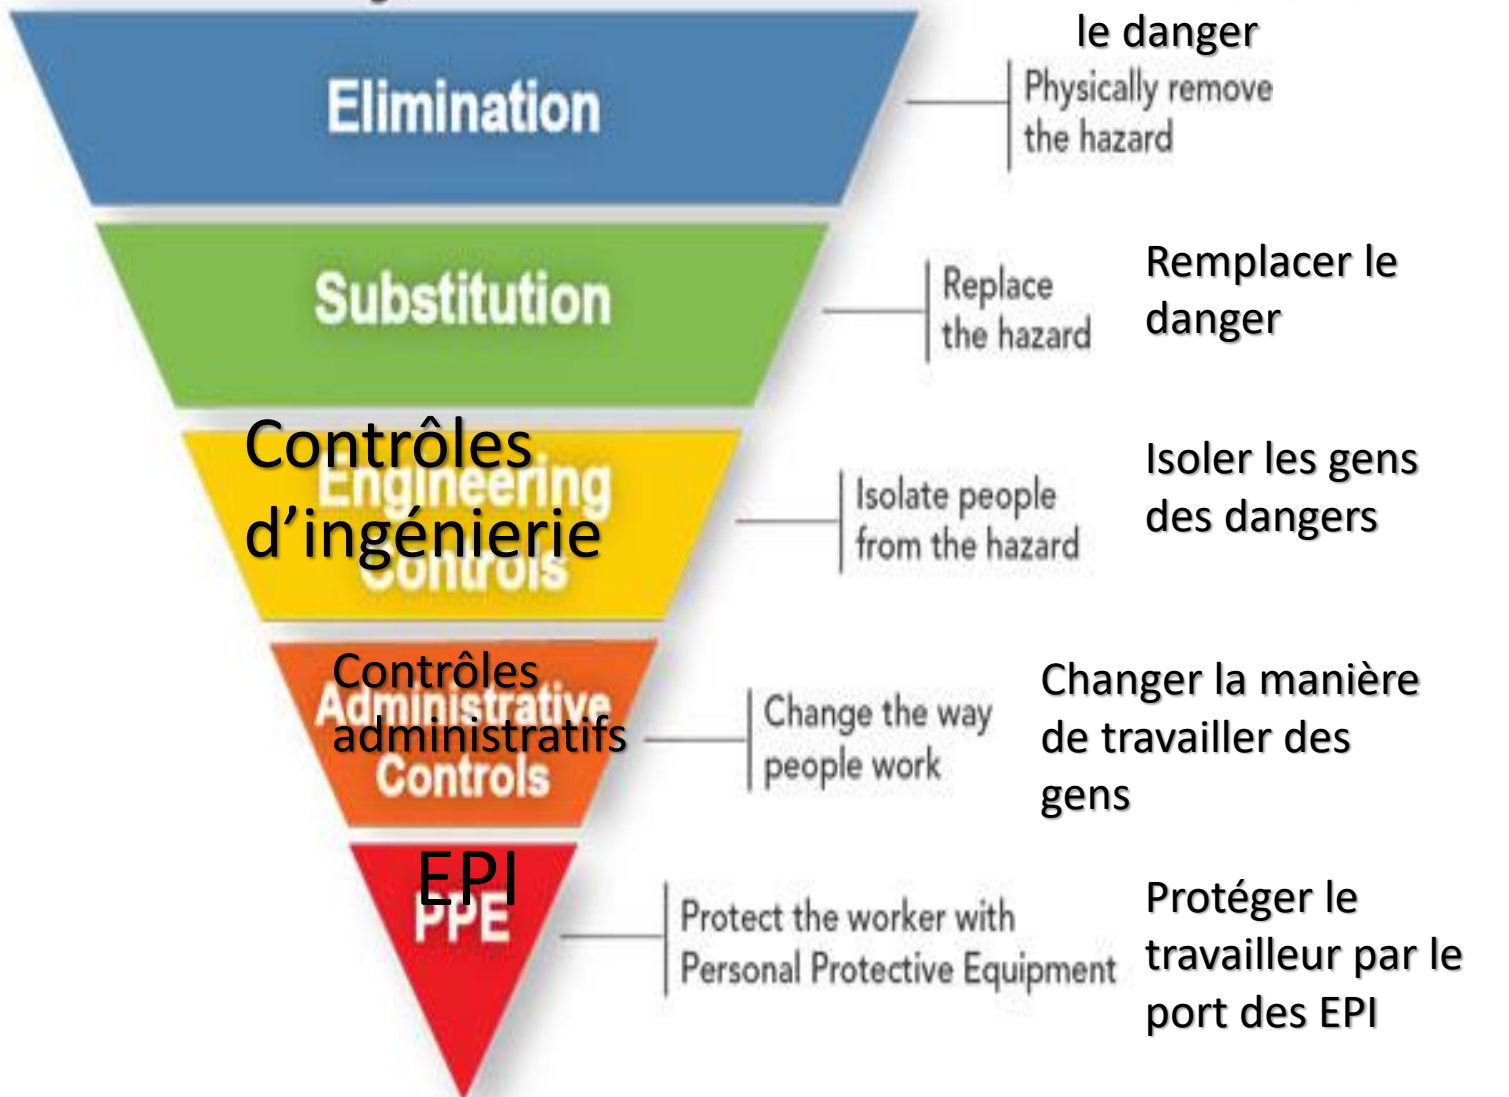 le danger
Elimination
Physically remove
the hazard
Substitution
Replace
the hazard
Remplacer le
danger
Contrôles
d’ingénierie
Engineering
Controls
Isolate people
from the hazard
Isoler les gens
des dangers
Contrôles
administratifs
Administrative
Controls
Change the way
people work
Changer la manière
de travailler des
gens
EPI
PPE
Protect the worker with
Personal Protective Equipment
Protéger le
travailleur par le
port des EPI